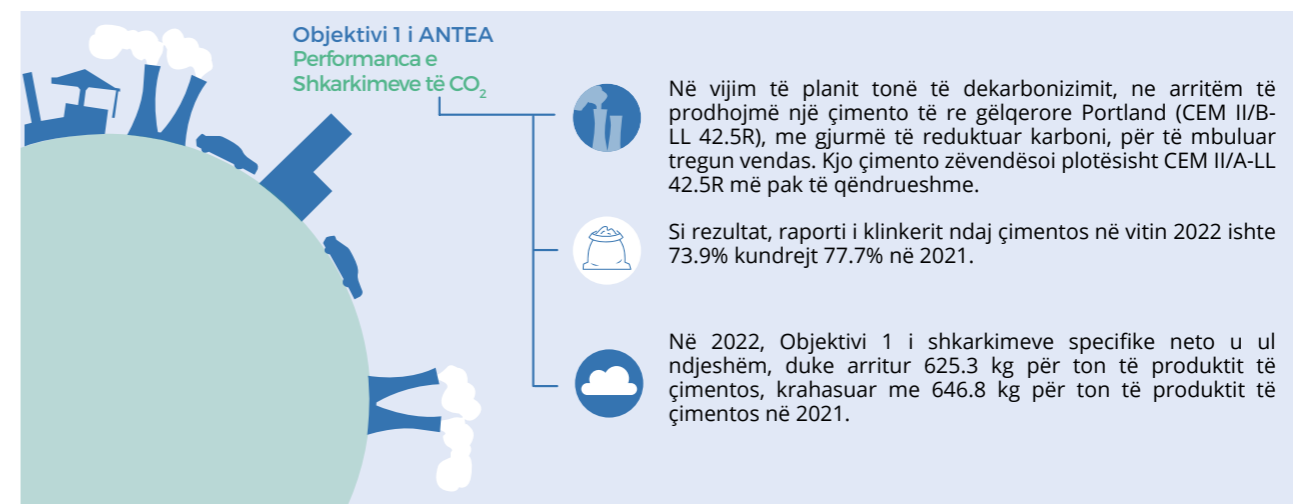 Objektivi 1 i ANTEA
Performanca e
Shkarkimeve të CO₂
Në vijim të planit tonë të dekarbonizimit, ne arritëm të
prodhojmë një çimento të re gëlqerore Portland (CEM II/B-
LL 42.5R), me gjurmë të reduktuar karboni, për të mbuluar
tregun vendas. Kjo çimento zëvendësoi plotësisht CEM II/A-LL
42.5R më pak të qëndrueshme.
Si rezultat, raporti i klinkerit ndaj çimentos në vitin 2022 ishte
73.9% kundrejt 77.7% në 2021.
Në 2022, Objektivi 1 i shkarkimeve specifike neto u ul
ndjeshëm, duke arritur 625.3 kg për ton të produktit të
çimentos, krahasuar me 646.8 kg për ton të produktit të
çimentos në 2021.